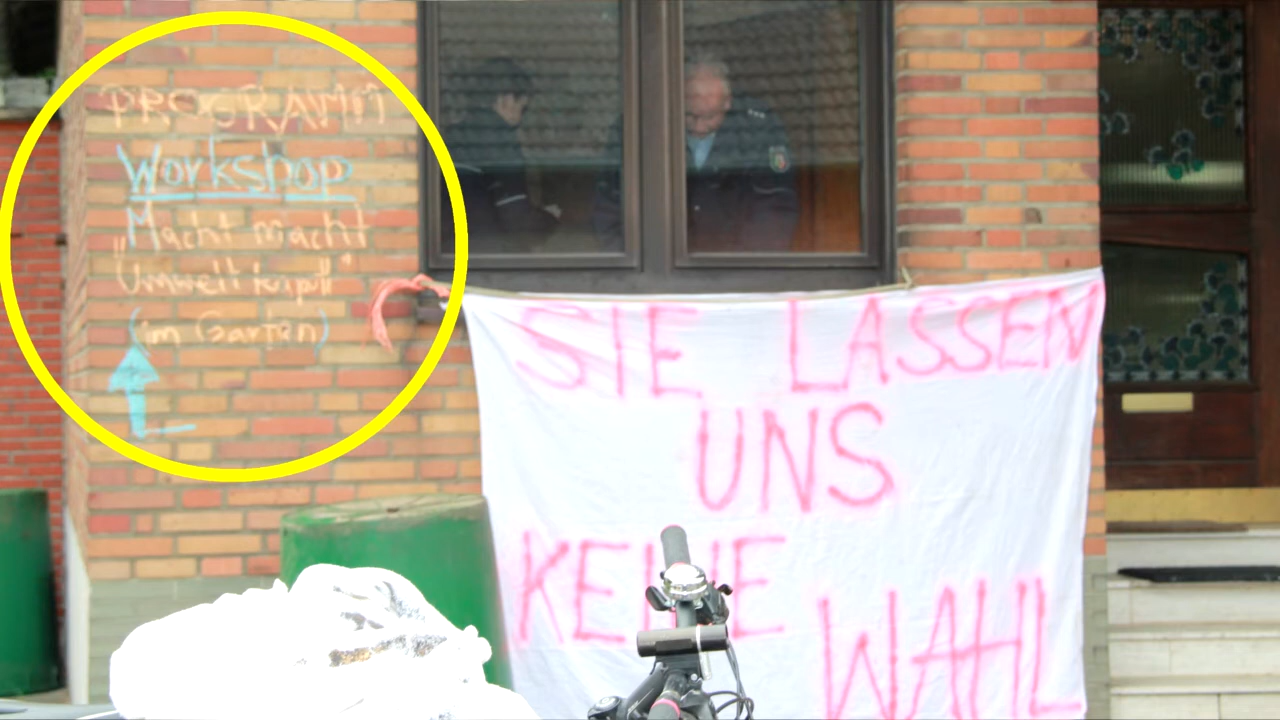 PROGRAMM
Workshop
„Macht macht
Umwelt kaputt“
(im Garten)
SIE LASSEN
UNS
KEINE
WAHL